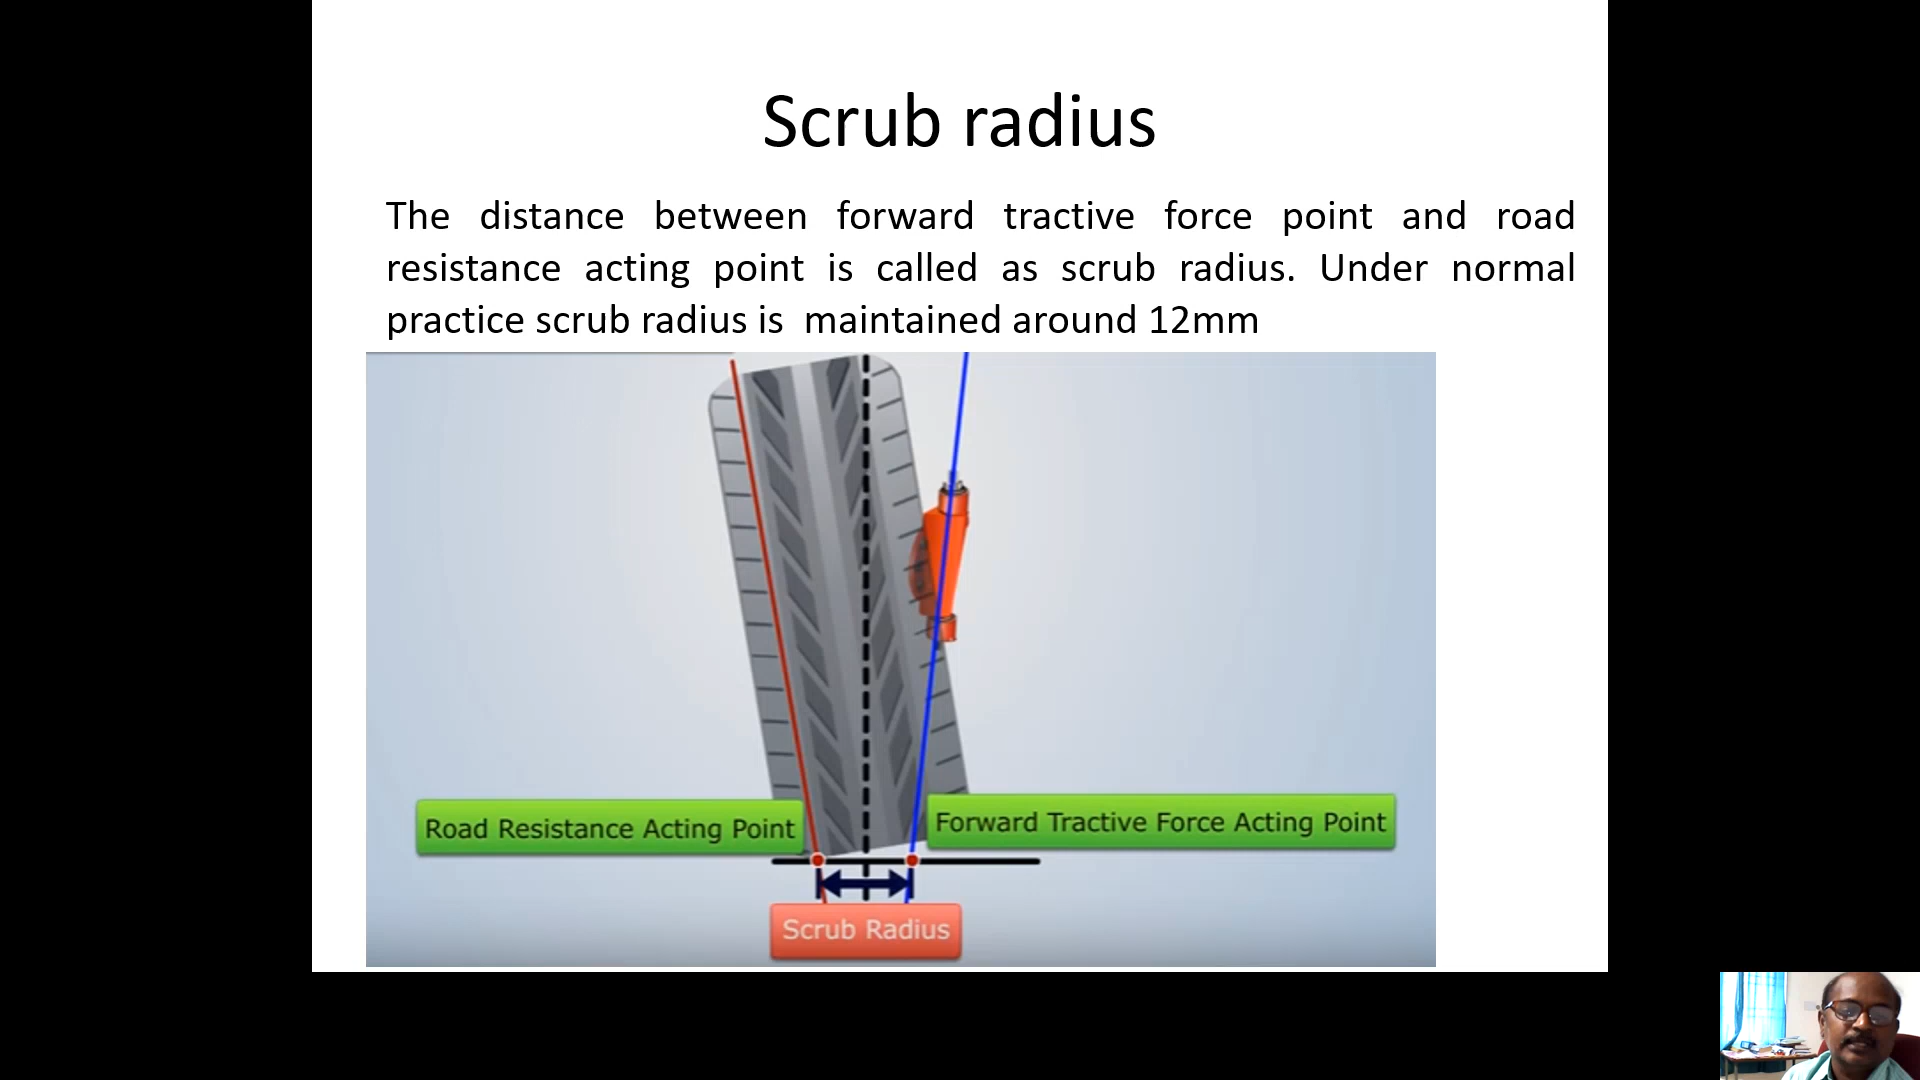 Scrub radius
The distance between forward tractive force point and road
resistance acting point is called as scrub radius. Under normal
practice scrub radius is maintained around 12mm
Road Resistance Acting Point
Forward Tractive Force Acting Point
Scrub Radius